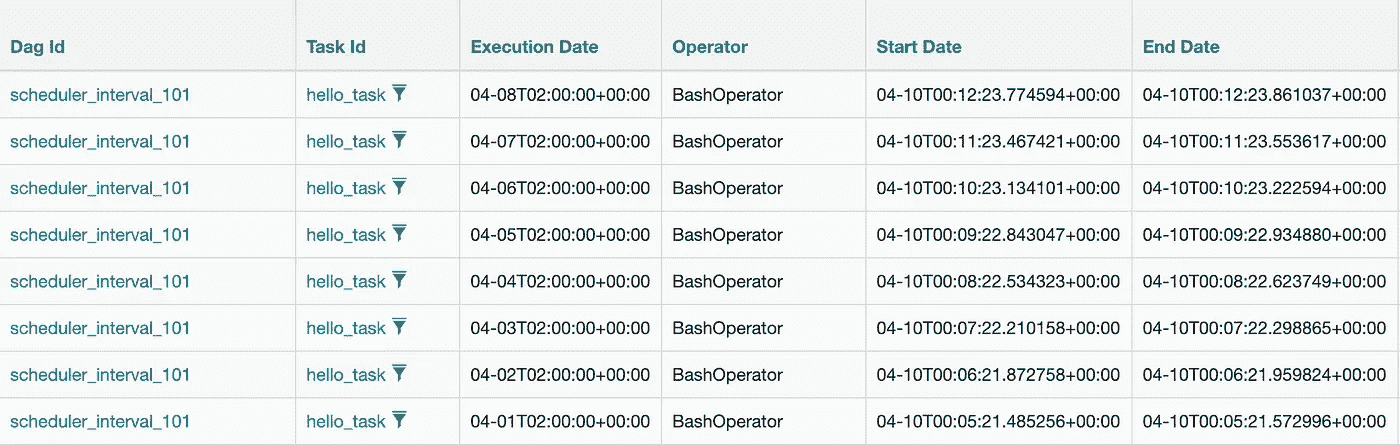 Dag Id Task Id Execution Date Operator Start Date End Date
scheduler_interval_101 hello_task 04-08T02:00:00+00:00 BashOperator 04-10T00:12:23.774594+00:00 04-10T00:12:23.861037+00:00
scheduler_interval_101 hello_task 04-07T02:00:00+00:00 BashOperator 04-10T00:11:23.467421+00:00 04-10T00:11:23.553617+00:00
scheduler_interval_101 hello_task 04-06T02:00:00+00:00 BashOperator 04-10T00:10:23.134101+00:00 04-10T00:10:23.222594+00:00
scheduler_interval_101 hello_task 04-05T02:00:00+00:00 BashOperator 04-10T00:09:22.843047+00:00 04-10T00:09:22.934880+00:00
scheduler_interval_101 hello_task 04-04T02:00:00+00:00 BashOperator 04-10T00:08:22.534323+00:00 04-10T00:08:22.623749+00:00
scheduler_interval_101 hello_task 04-03T02:00:00+00:00 BashOperator 04-10T00:07:22.210158+00:00 04-10T00:07:22.298865+00:00
scheduler_interval_101 hello_task 04-02T02:00:00+00:00 BashOperator 04-10T00:06:21.872758+00:00 04-10T00:06:21.959824+00:00
scheduler_interval_101 hello_task 04-01T02:00:00+00:00 BashOperator 04-10T00:05:21.485256+00:00 04-10T00:05:21.572996+00:00